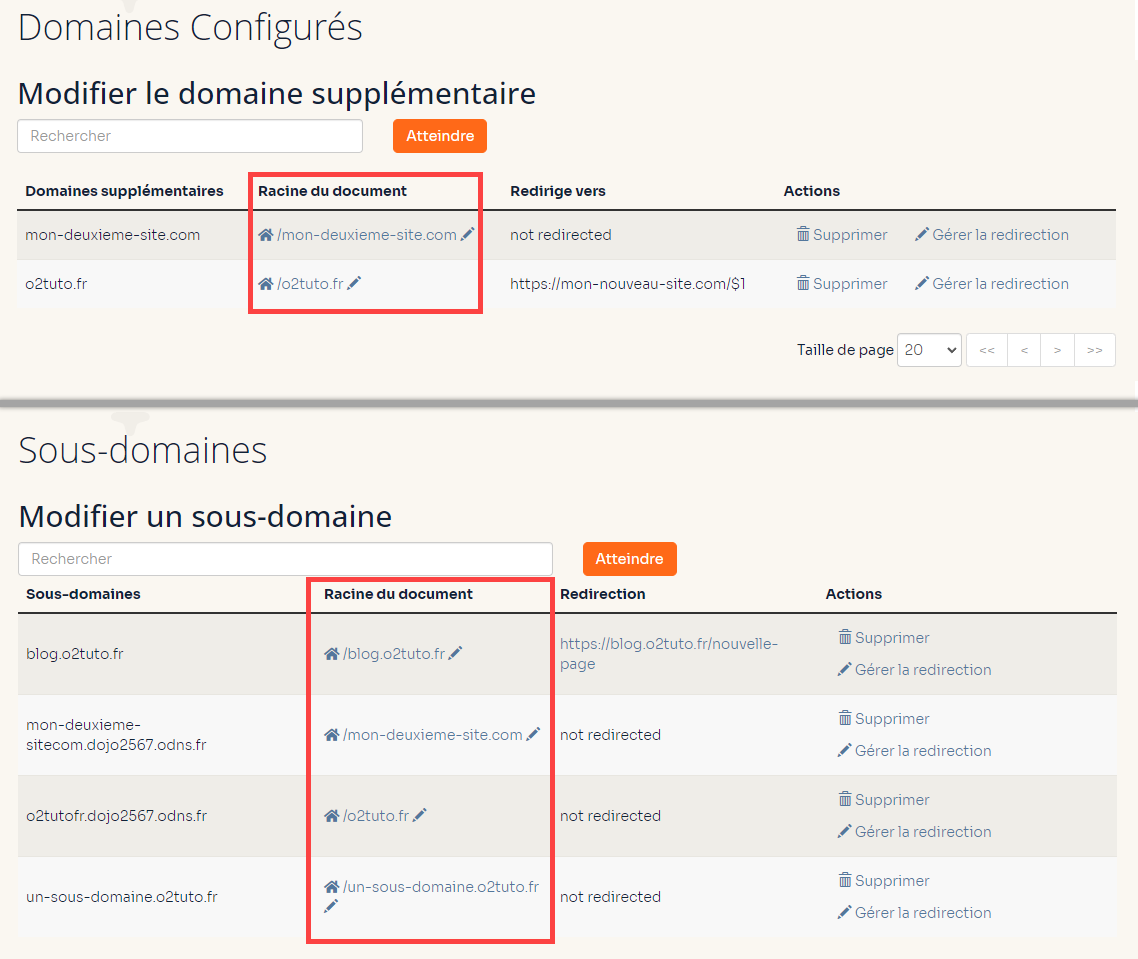 Domaines Configurés
Modifier le domaine supplémentaire
Rechercher
Atteindre
Domaines supplémentaires Racine du document Redirige vers Actions
mon-deuxieme-site.com /mon-deuxieme-site.com not redirected Supprimer Gérer la redirection
o2tuto.fr /o2tuto.fr https://mon-nouveau-site.com/$1 Supprimer Gérer la redirection
Taille de page 20 << < > >>
Sous-domaines
Modifier un sous-domaine
Rechercher
Atteindre
Sous-domaines Racine du document Redirection Actions
blog.o2tuto.fr /blog.o2tuto.fr https://blog.o2tuto.fr/nouvelle-
page
Supprimer
Gérer la redirection
mon-deuxieme-
sitecom.dojo2567.odns.fr
/mon-deuxieme-site.com not redirected
Supprimer
Gérer la redirection
o2tutofr.dojo2567.odns.fr /o2tuto.fr not redirected
Supprimer
Gérer la redirection
un-sous-domaine.o2tuto.fr /un-sous-domaine.o2tuto.fr not redirected
Supprimer
Gérer la redirection